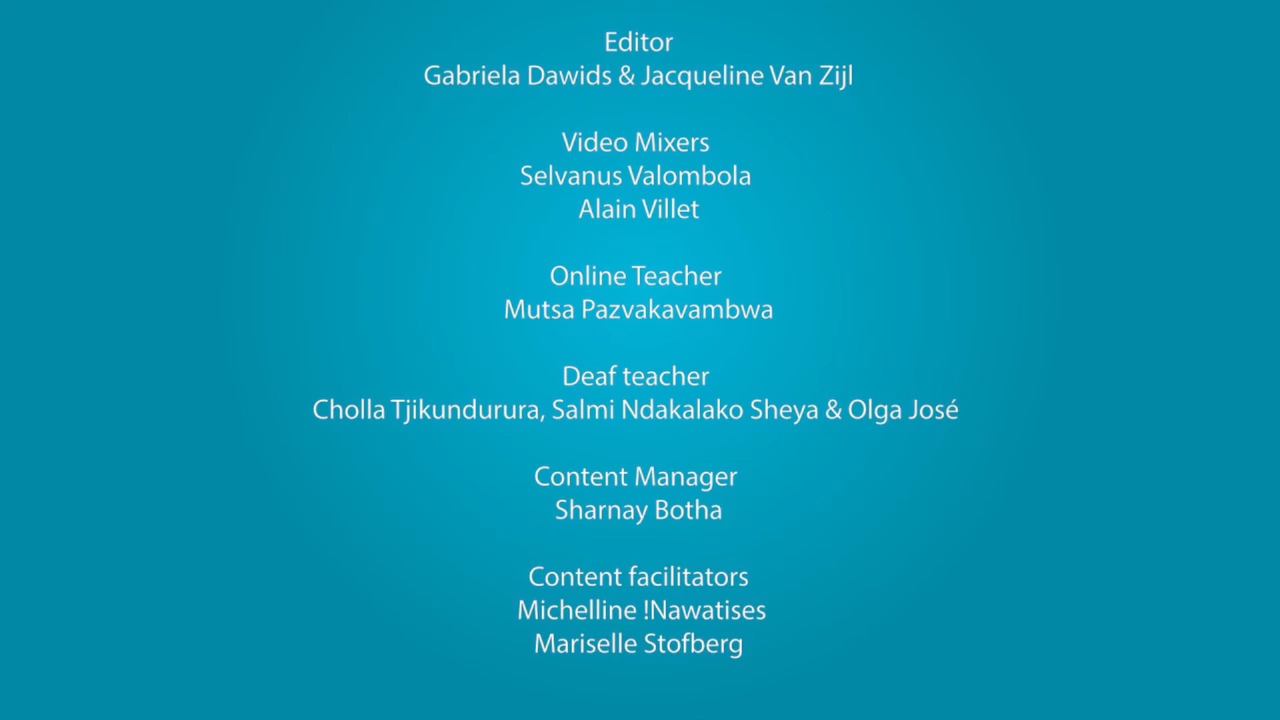 Editor
Gabriela Dawids & Jacqueline Van Zijl
Video Mixers
Selvanus Valombola
Alain Villet
Online Teacher
Mutsa Pazvakavambwa
Deaf teacher
Cholla Tjikundurura, Salmi Ndakalako Sheya & Olga José
Content Manager
Sharnay Botha
Content facilitators
Michelline !Nawatises
Mariselle Stofberg